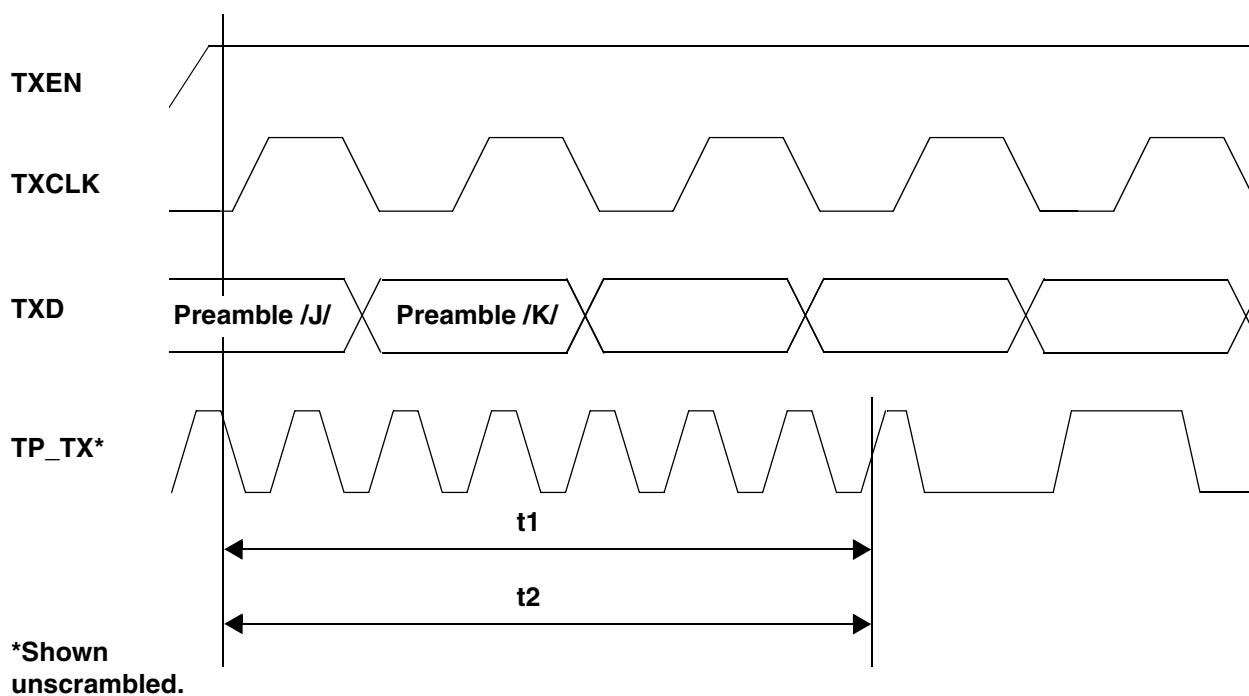 TXEN
TXCLK
TXD
Preamble /J/ Preamble /K/
TP_TX*
t1
t2
*Shown
unscrambled.